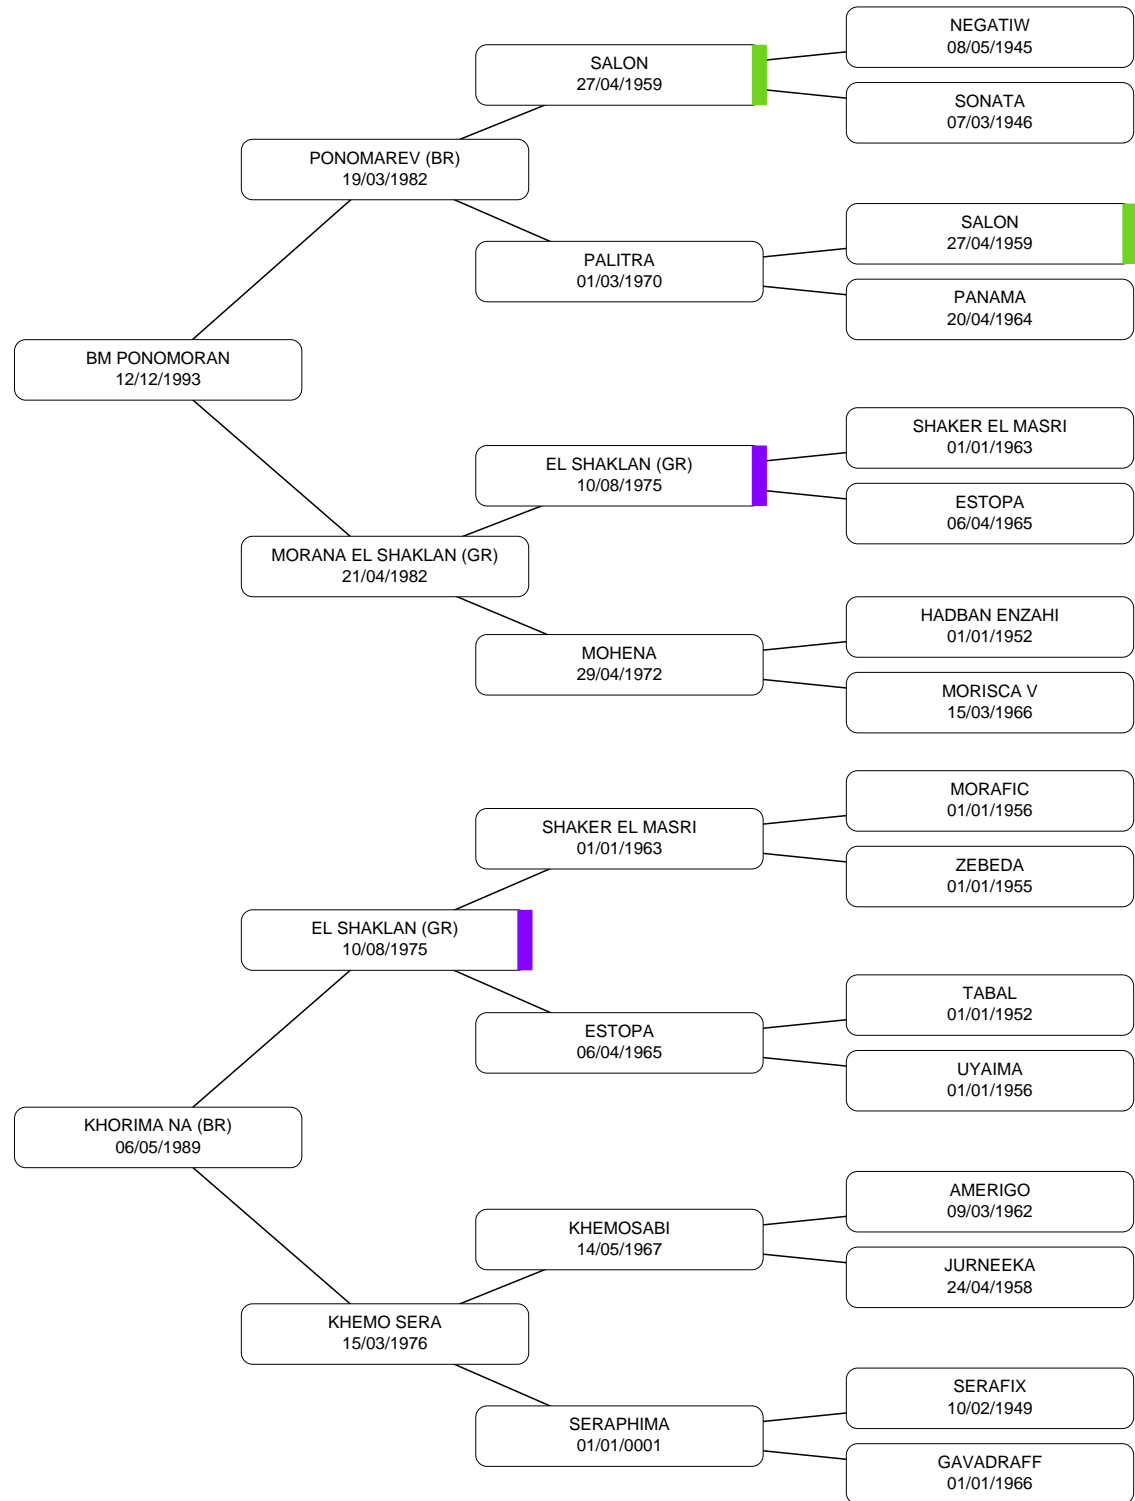 NEGATIW
08/05/1945
SALON
27/04/1959
SONATA
07/03/1946
PONOMAREV (BR)
19/03/1982
SALON
27/04/1959
PALITRA
01/03/1970
PANAMA
20/04/1964
BM PONOMORAN
12/12/1993
SHAKER EL MASRI
01/01/1963
EL SHAKLAN (GR)
10/08/1975
ESTOPA
06/04/1965
MORANA EL SHAKLAN (GR)
21/04/1982
HADBAN ENZAHI
01/01/1952
MOHENA
29/04/1972
MORISCA V
15/03/1966
MORAFIC
01/01/1956
SHAKER EL MASRI
01/01/1963
ZEBEDA
01/01/1955
EL SHAKLAN (GR)
10/08/1975
TABAL
01/01/1952
ESTOPA
06/04/1965
UYAIMA
01/01/1956
KHORIMA NA (BR)
06/05/1989
AMERIGO
09/03/1962
KHEMOSABI
14/05/1967
JURNEEKA
24/04/1958
KHEMO SERA
15/03/1976
SERAFIX
10/02/1949
SERAPHIMA
01/01/0001
GAVADRAFF
01/01/1966